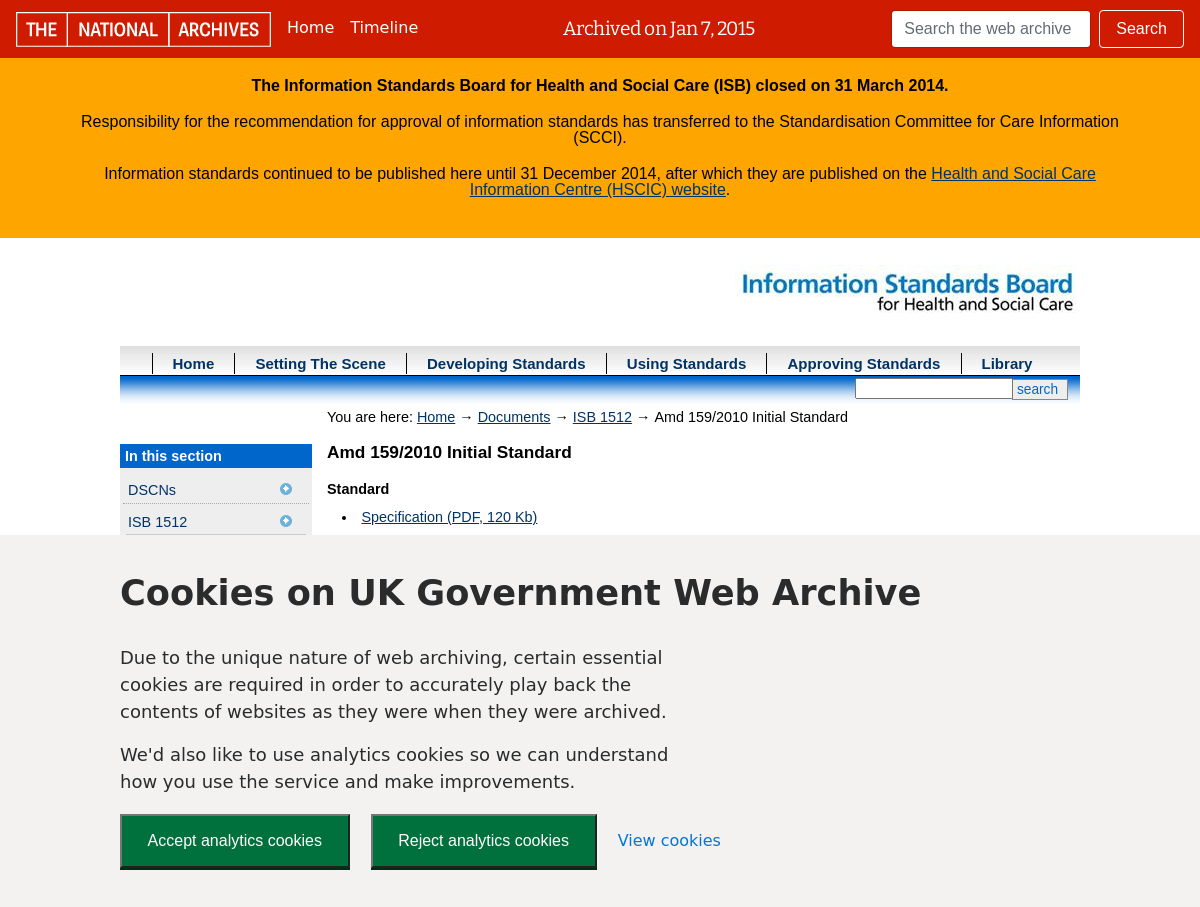 THE NATIONAL ARCHIVES Home Timeline Archived on Jan 7, 2015 Search the web archive Search
The Information Standards Board for Health and Social Care (ISB) closed on 31 March 2014.
Responsibility for the recommendation for approval of information standards has transferred to the Standardisation Committee for Care Information
(SCCI).
Information standards continued to be published here until 31 December 2014, after which they are published on the Health and Social Care
Information Centre (HSCIC) website.
Information Standards Board
for Health and Social Care
Home Setting The Scene Developing Standards Using Standards Approving Standards Library
search
You are here: Home → Documents → ISB 1512 → Amd 159/2010 Initial Standard
In this section
DSCNs
ISB 1512
Amd 159/2010 Initial Standard
Standard
• Specification (PDF, 120 Kb)
Cookies on UK Government Web Archive
Due to the unique nature of web archiving, certain essential
cookies are required in order to accurately play back the
contents of websites as they were when they were archived.
We'd also like to use analytics cookies so we can understand
how you use the service and make improvements.
Accept analytics cookies Reject analytics cookies View cookies